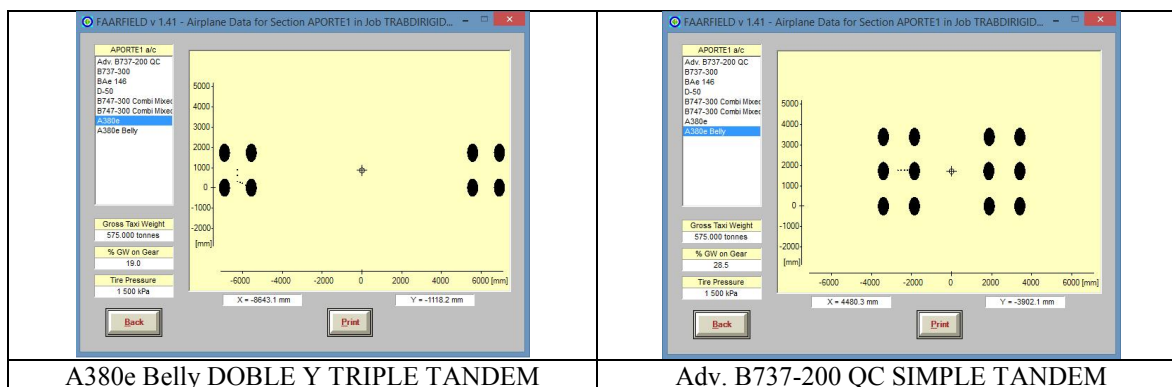 FAARFIELD v 1.41 - Airplane Data for Section APORTE1 in Job TRABDIRIGID...
APORTE1 a/c
Adv. B737-200 QC
B737-300
BAe 146
D-50
B747-300 Combi Mixed
B747-300 Combi Mixed
A380e
A380e Belly
Gross Taxi Weight
575.000 tonnes
% GW on Gear
19.0
Tire Pressure
1 500 kPa
5000
4000
3000
2000
1000
0
-1000
-2000
[mm]
-6000 -4000 -2000 0 2000 4000 6000 [mm]
X = -8643.1 mm Y = -1118.2 mm
Back Print
A380e Belly DOBLE Y TRIPLE TANDEM
FAARFIELD v 1.41 - Airplane Data for Section APORTE1 in Job TRABDIRIGID...
APORTE1 a/c
Adv. B737-200 QC
B737-300
BAe 146
D-50
B747-300 Combi Mixed
B747-300 Combi Mixed
A380e
A380e Belly
Gross Taxi Weight
575.000 tonnes
% GW on Gear
28.5
Tire Pressure
1 500 kPa
5000
4000
3000
2000
1000
0
-1000
-2000
[mm]
-6000 -4000 -2000 0 2000 4000 6000 [mm]
X = 4480.3 mm Y = -3902.1 mm
Back Print
Adv. B737-200 QC SIMPLE TANDEM